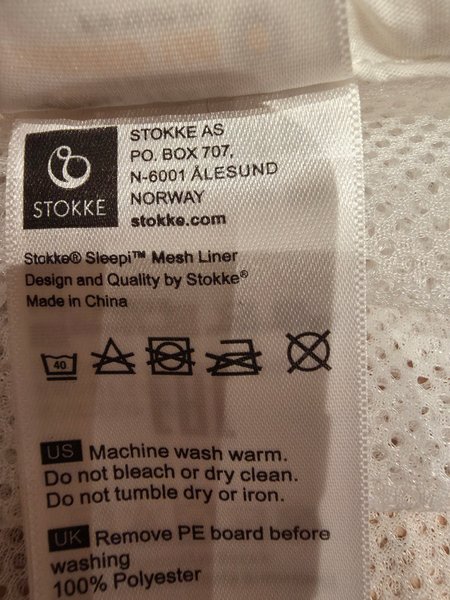 STOKKE
STOKKE AS
PO. BOX 707,
N-6001 ÅLESUND
NORWAY
stokke.com
Stokke® Sleepi™ Mesh Liner
Design and Quality by Stokke®
Made in China
40
US Machine wash warm.
Do not bleach or dry clean.
Do not tumble dry or iron.
UK Remove PE board before
washing
100% Polyester